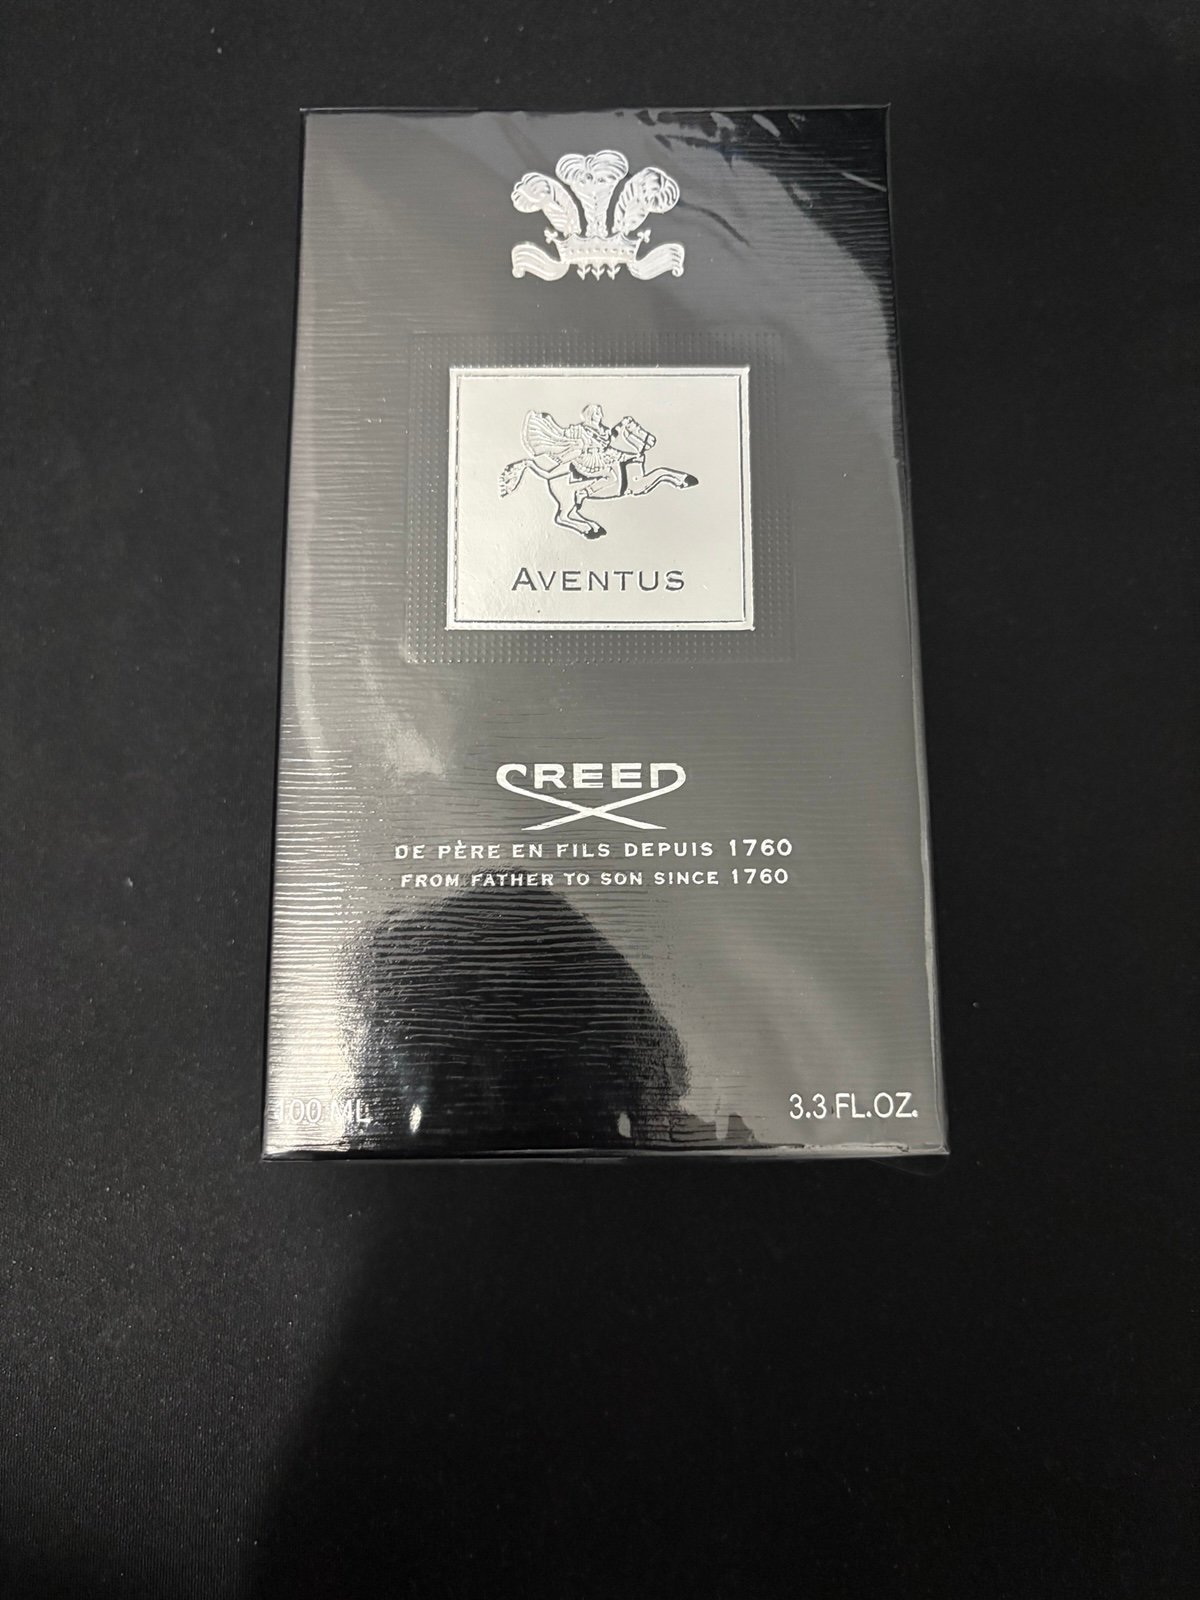 AVENTUS
CREED
DE PÈRE EN FILS DEPUIS 1760
FROM FATHER TO SON SINCE 1760
100 ML
3.3 FL.OZ.